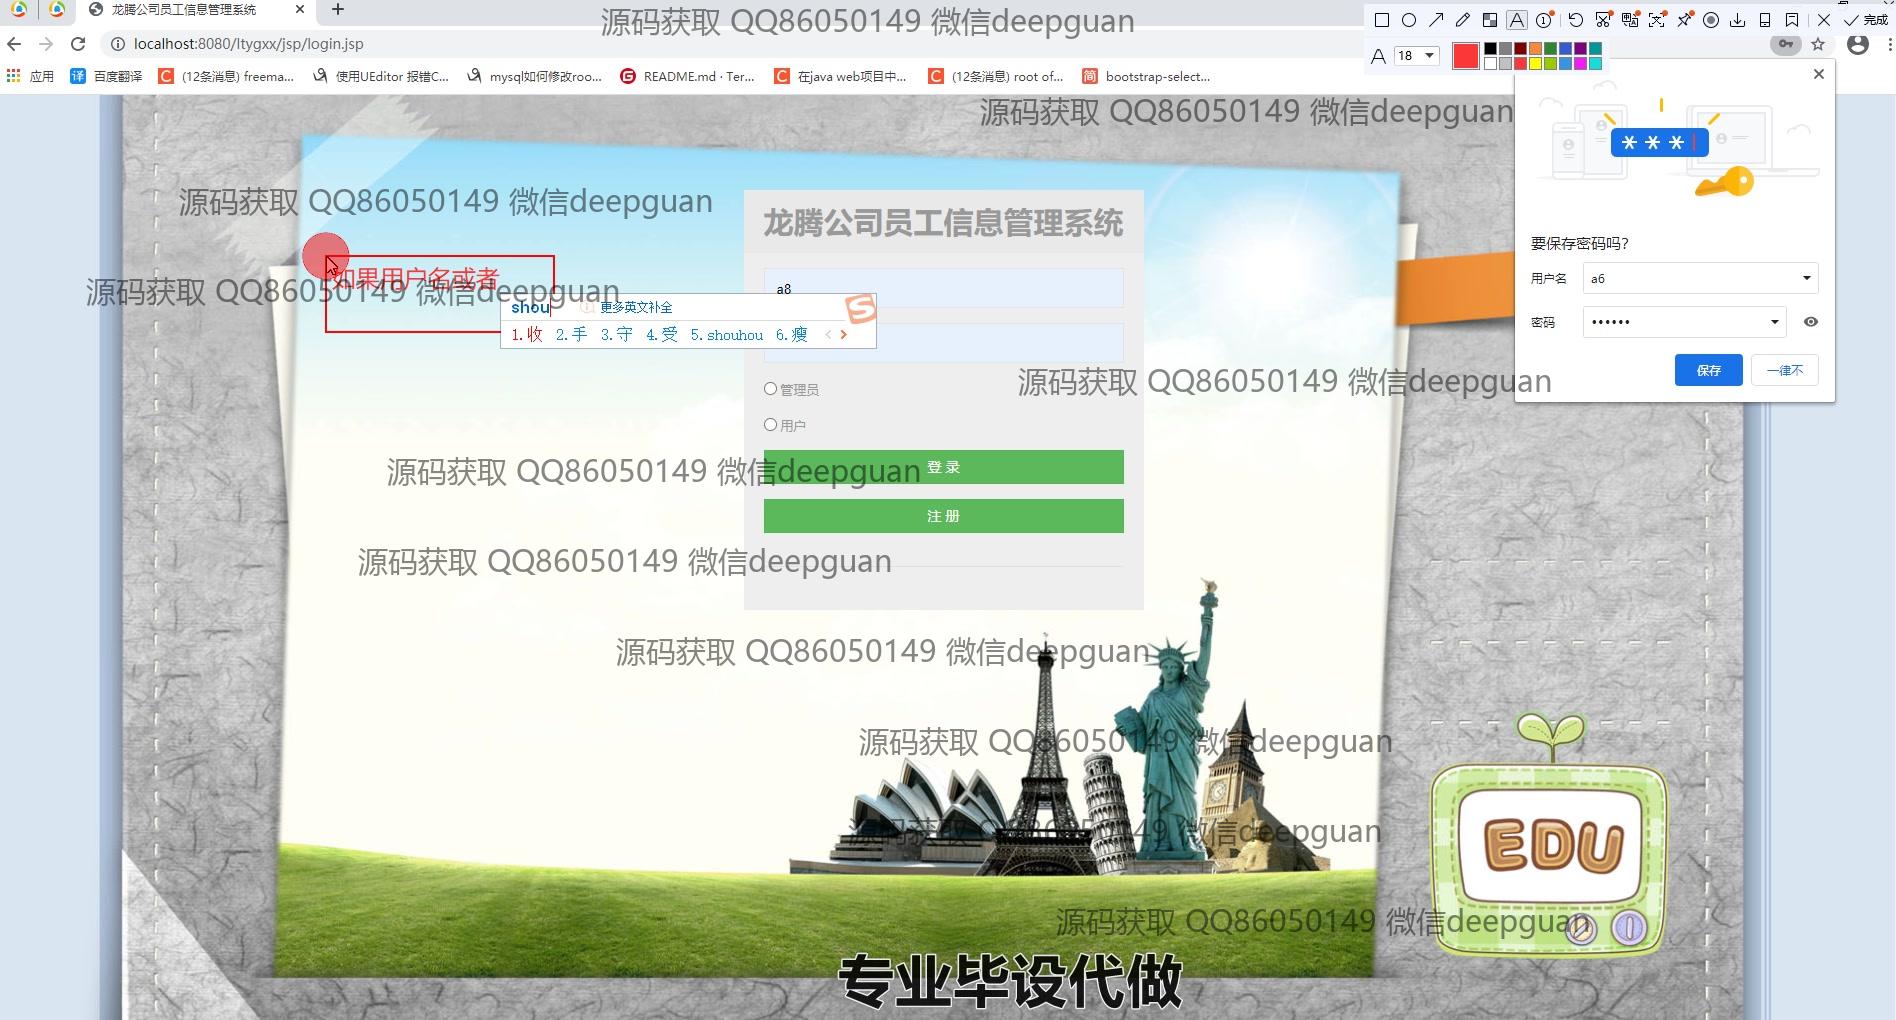 龙腾公司员工信息管理系统
源码获取 QQ86050149 微信deepguan
完成
localhost:8080/ltygxx/jsp/login.jsp
A 18
应用 译 百度翻译 (12条消息) freema... 使用UEditor 报错C... mysql如何修改roo... README.md · Ter... 在java web项目中... (12条消息) root of... 简 bootstrap-select...
源码获取 QQ86050149 微信deepguan
源码获取 QQ86050149 微信deepguan
龙腾公司员工信息管理系统
要保存密码吗?
如果用户名或者
用户名 a6
源码获取 QQ86050149 微信deepguan
a8
shou 更多英文补全
密码 ••••••
1.收 2.手 3.守 4.受 5.shouhou 6.瘦
保存 一律不
源码获取 QQ86050149 微信deepguan
管理员
用户
登 录
源码获取 QQ86050149 微信deepguan
注 册
源码获取 QQ86050149 微信deepguan
源码获取 QQ86050149 微信deepguan
源码获取 QQ86050149 微信deepguan
源码获取 QQ86050149 微信deepguan
EDU
源码获取 QQ86050149 微信deepguan
专业毕设代做